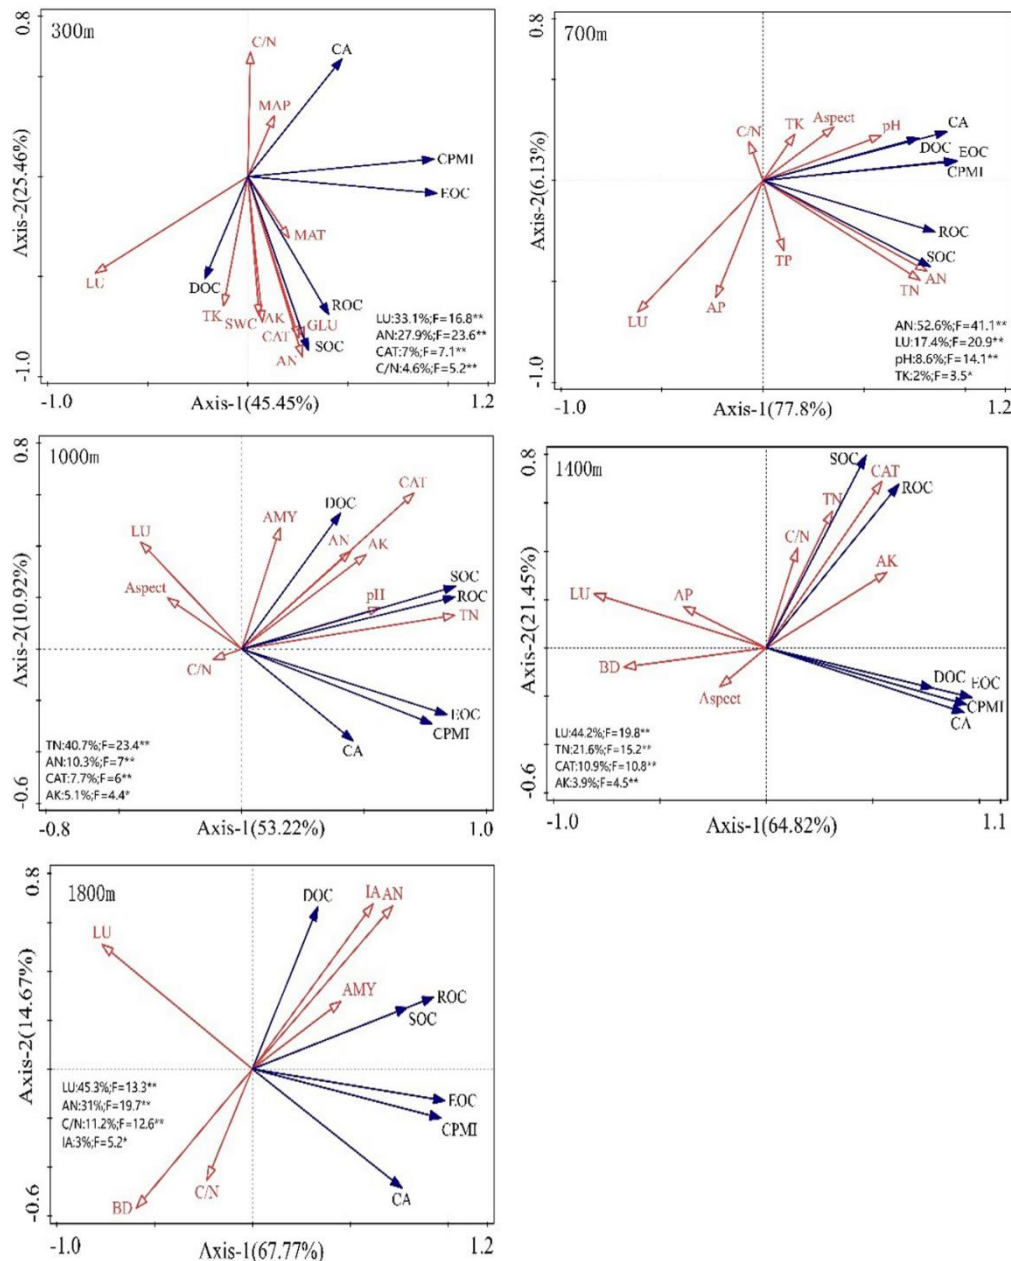 300m
0.8
Axis-2(25.46%)
-1.0
C/N
CA
MAP
CPMI
EOC
MAT
LU
DOC
TK
SWC
AK
CAT
GLU
ROC
SOC
AN
LU:33.1%;F=16.8**
AN:27.9%;F=23.6**
CAT:7%;F=7.1**
C/N:4.6%;F=5.2**
-1.0
Axis-1(45.45%)
1.2
700m
0.8
Axis-2(6.13%)
-1.0
C/N
TK
Aspect
pH
CA
DOC
EOC
CPMI
ROC
SOC
AN
TN
TP
AP
LU
AN:52.6%;F=41.1**
LU:17.4%;F=20.9**
pH:8.6%;F=14.1**
TK:2%;F=3.5*
-1.0
Axis-1(77.8%)
1.2
1000m
0.8
Axis-2(10.92%)
-0.6
LU
Aspect
C/N
AMY
DOC
CAT
AN
AK
pH
SOC
ROC
TN
EOC
CPMI
CA
TN:40.7%;F=23.4**
AN:10.3%;F=7**
CAT:7.7%;F=6**
AK:5.1%;F=4.4*
-0.8
Axis-1(53.22%)
1.0
1400m
0.8
Axis-2(21.45%)
-0.6
SOC
CAT
ROC
TN
C/N
AK
LU
AP
BD
Aspect
DOC
EOC
CPMI
CA
LU:44.2%;F=19.8**
TN:21.6%;F=15.2**
CAT:10.9%;F=10.8**
AK:3.9%;F=4.5**
-1.0
Axis-1(64.82%)
1.1
1800m
0.8
Axis-2(14.67%)
-0.6
LU
DOC
IA
AN
AMY
ROC
SOC
EOC
CPMI
CA
C/N
BD
LU:45.3%;F=13.3**
AN:31%;F=19.7**
C/N:11.2%;F=12.6**
IA:3%;F=5.2*
-1.0
Axis-1(67.77%)
1.2